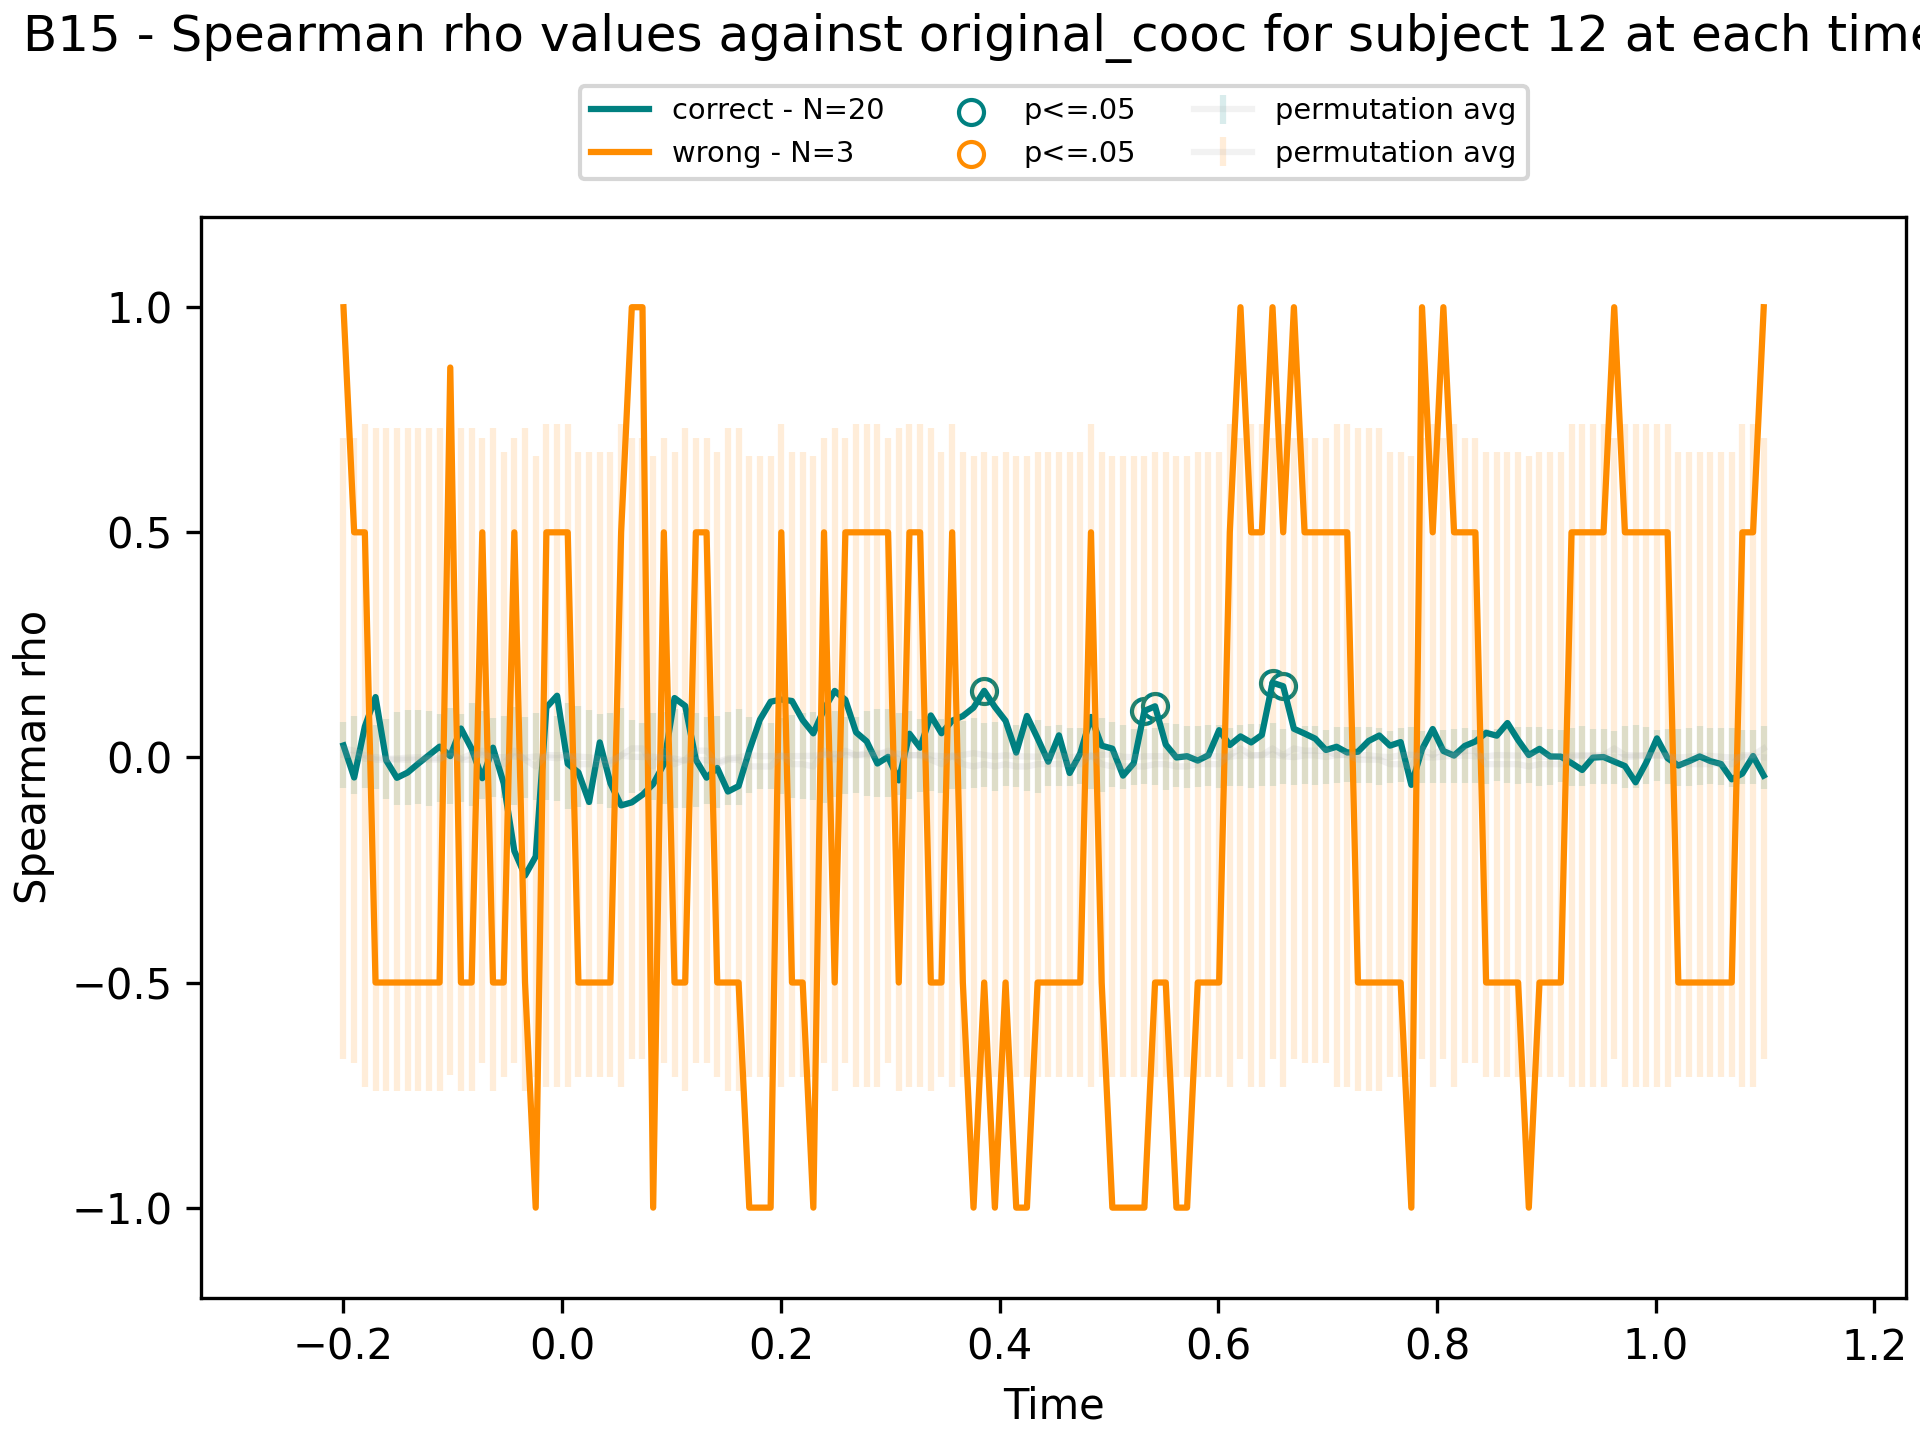 B15 - Spearman rho values against original_cooc for subject 12 at each time
correct - N=20
wrong - N=3
p<=.05
p<=.05
permutation avg
permutation avg
Spearman rho
1.0
0.5
0.0
−0.5
−1.0
−0.2
0.0
0.2
0.4
0.6
0.8
1.0
1.2
Time